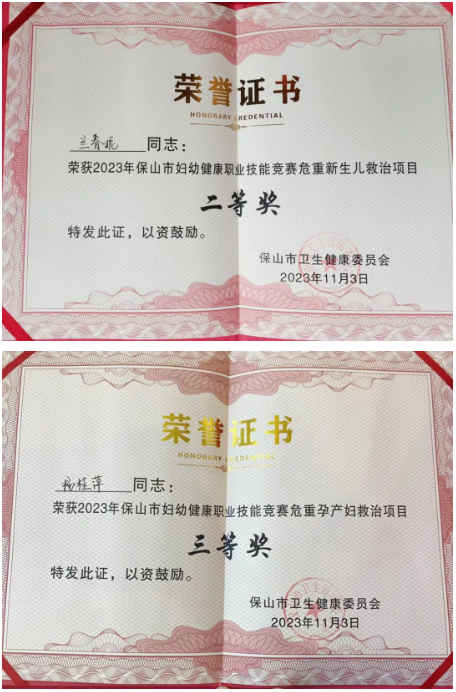 荣誉证书
HONORARY CREDENTIAL
同志：
荣获2023年保山市妇幼健康职业技能竞赛危重新生儿救治项目
二等奖
特发此证，以资鼓励。
保山市卫生健康委员会
2023年11月3日
荣誉证书
HONORARY CREDENTIAL
杨桂萍同志：
荣获2023年保山市妇幼健康职业技能竞赛危重孕产妇救治项目
三等奖
特发此证，以资鼓励。
保山市卫生健康委员会
2023年11月3日